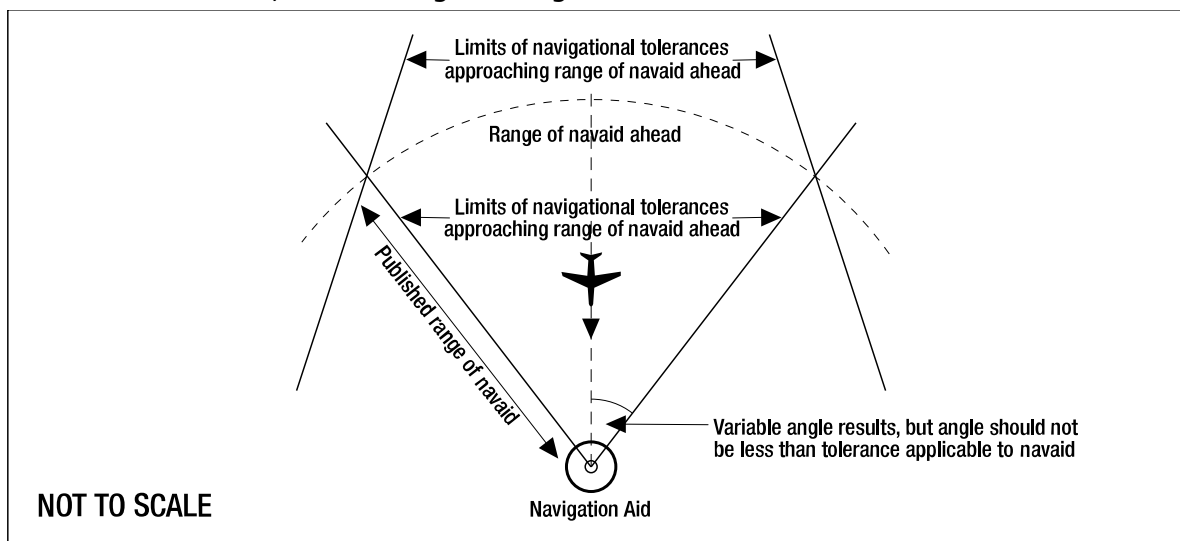 Limits of navigational tolerances
approaching range of navaid ahead
Range of navaid ahead
Limits of navigational tolerances
approaching range of navaid ahead
Published range of navaid
Variable angle results, but angle should not
be less than tolerance applicable to navaid
Navigation Aid
NOT TO SCALE